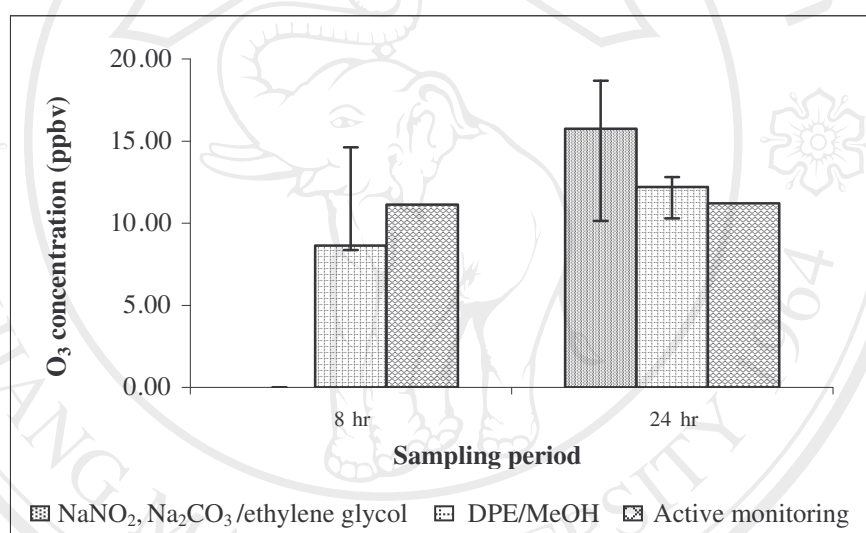 20.00
15.00
10.00
5.00
0.00
O₃ concentration (ppbv)
8 hr
24 hr
Sampling period
NaNO₂, Na₂CO₃/ethylene glycol DPE/MeOH Active monitoring
1964